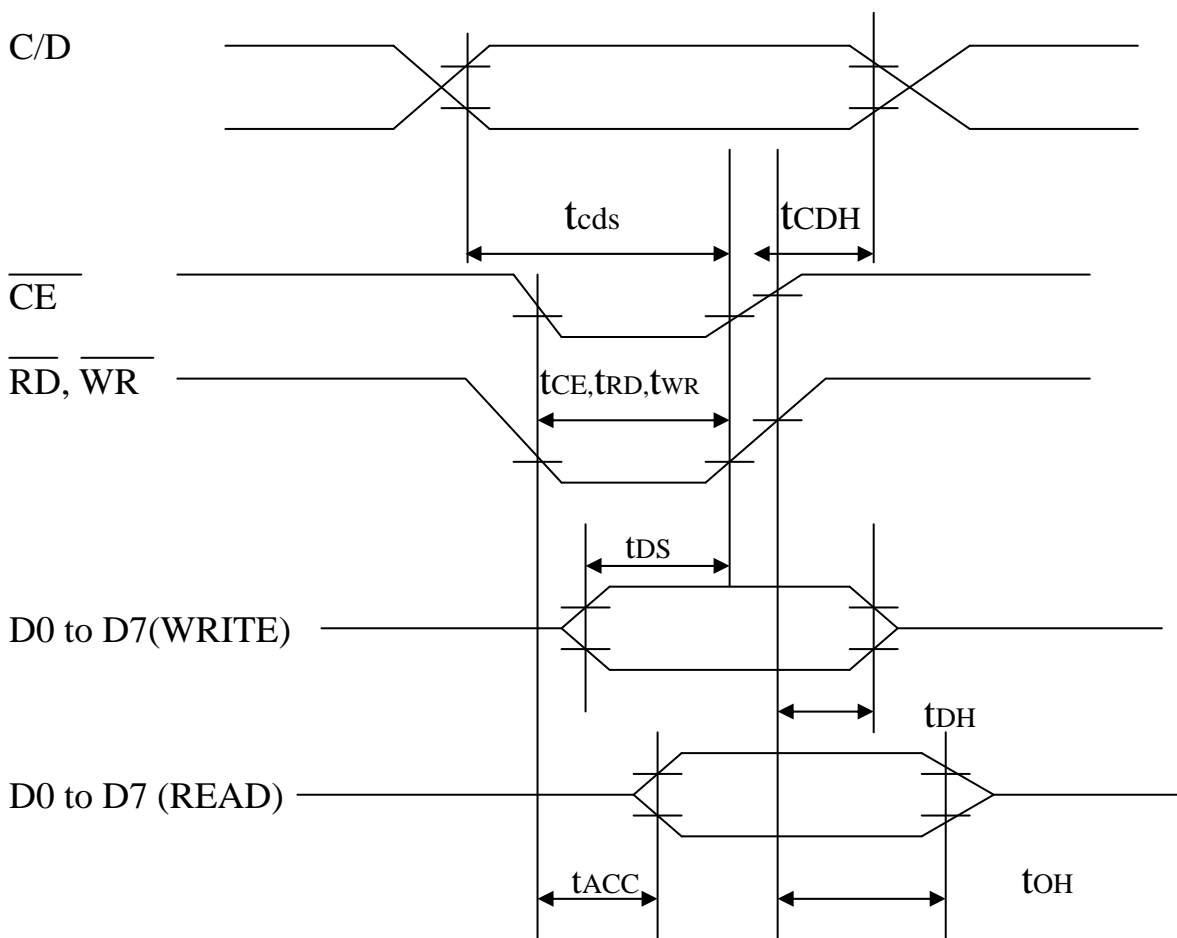 C/D
tcds
tCDH
CE
RD, WR
tCE,tRD,tWR
tDS
D0 to D7(WRITE)
tDH
D0 to D7 (READ)
tACC
tOH